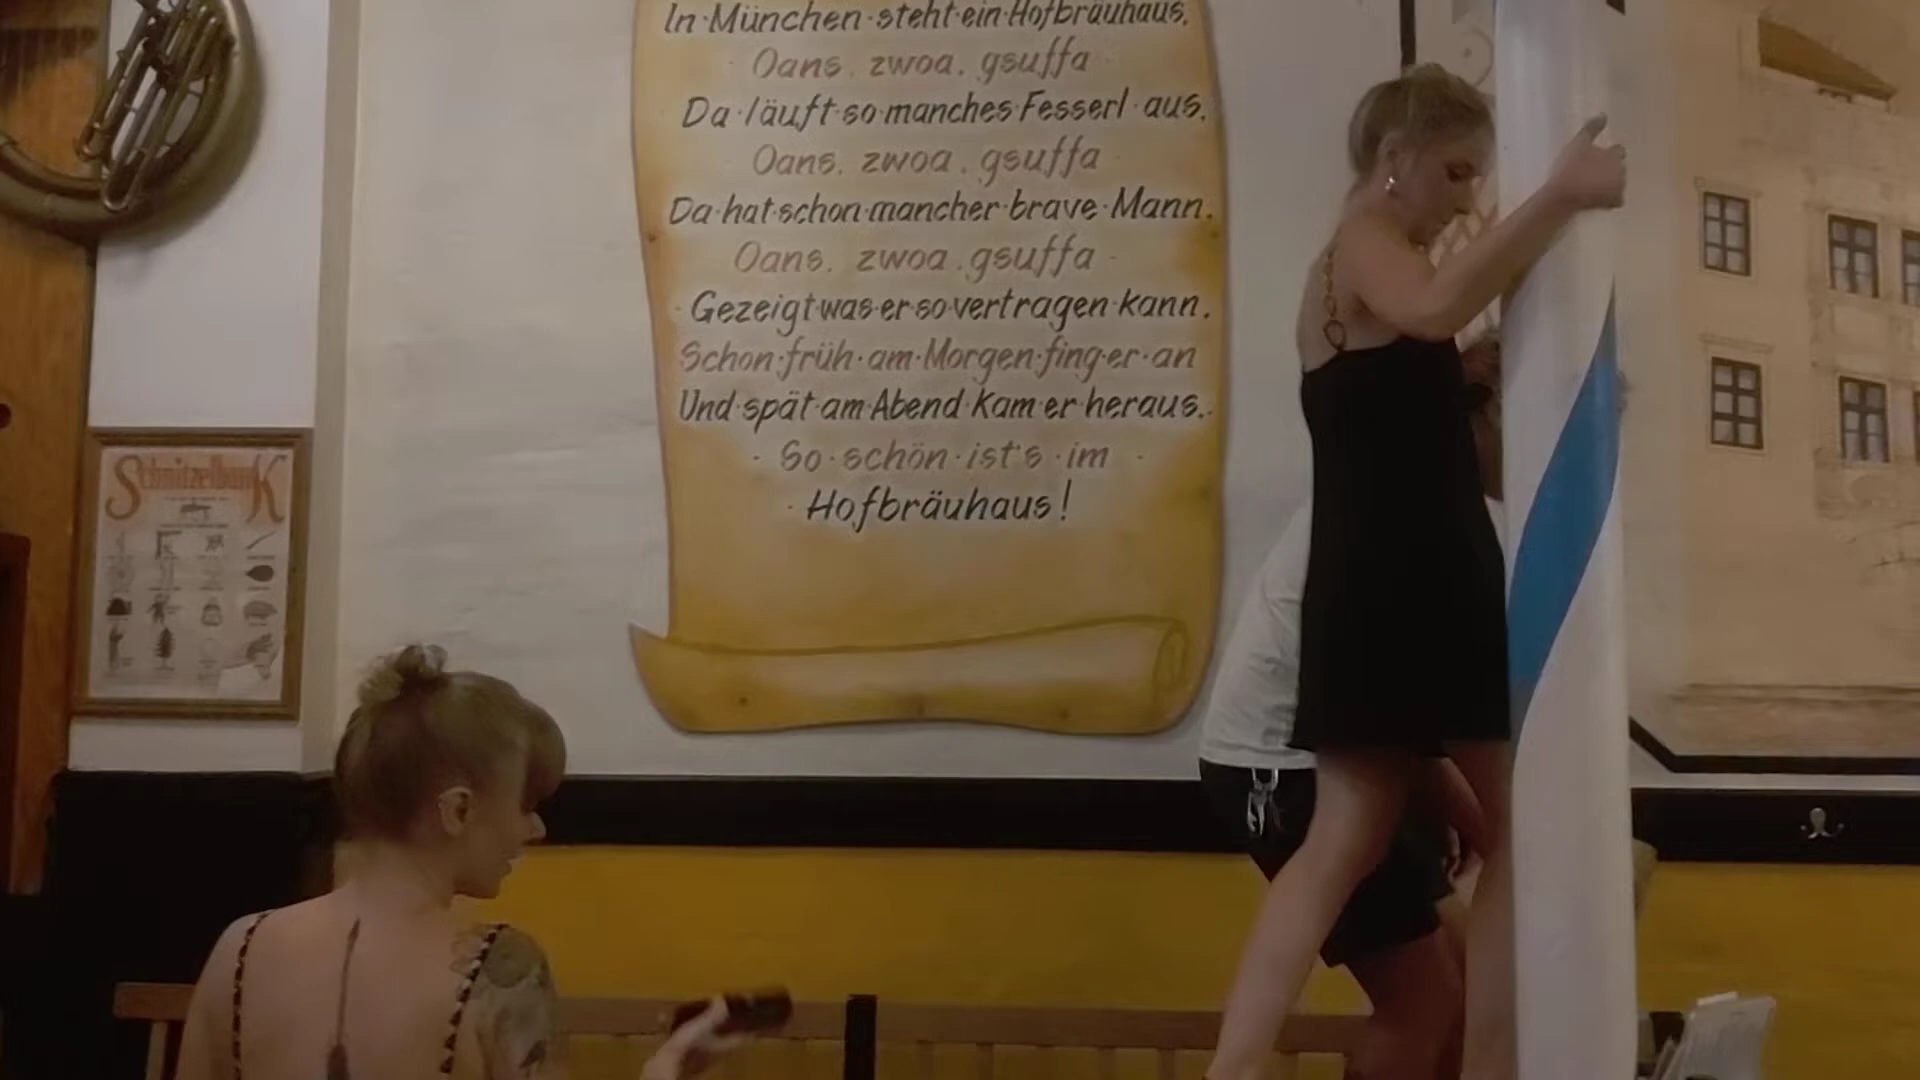 In·München·steht·ein·Hofbräuhaus.
· Oans. zwoa. gsuffa ·
Da·läuft·so·manches·Fesserl·aus.
Oans. zwoa. gsuffa ·
Da·hat·schon·mancher·brave·Mann.
Oans. zwoa. gsuffa ·
· Gezeigt·was·er·so·vertragen·kann.
Schon·früh·am·Morgen·fing·er·an
Und·spät·am·Abend·kam·er·heraus.
· So·schön·ist's·im ·
· Hofbräuhaus!
Schnitzelbank